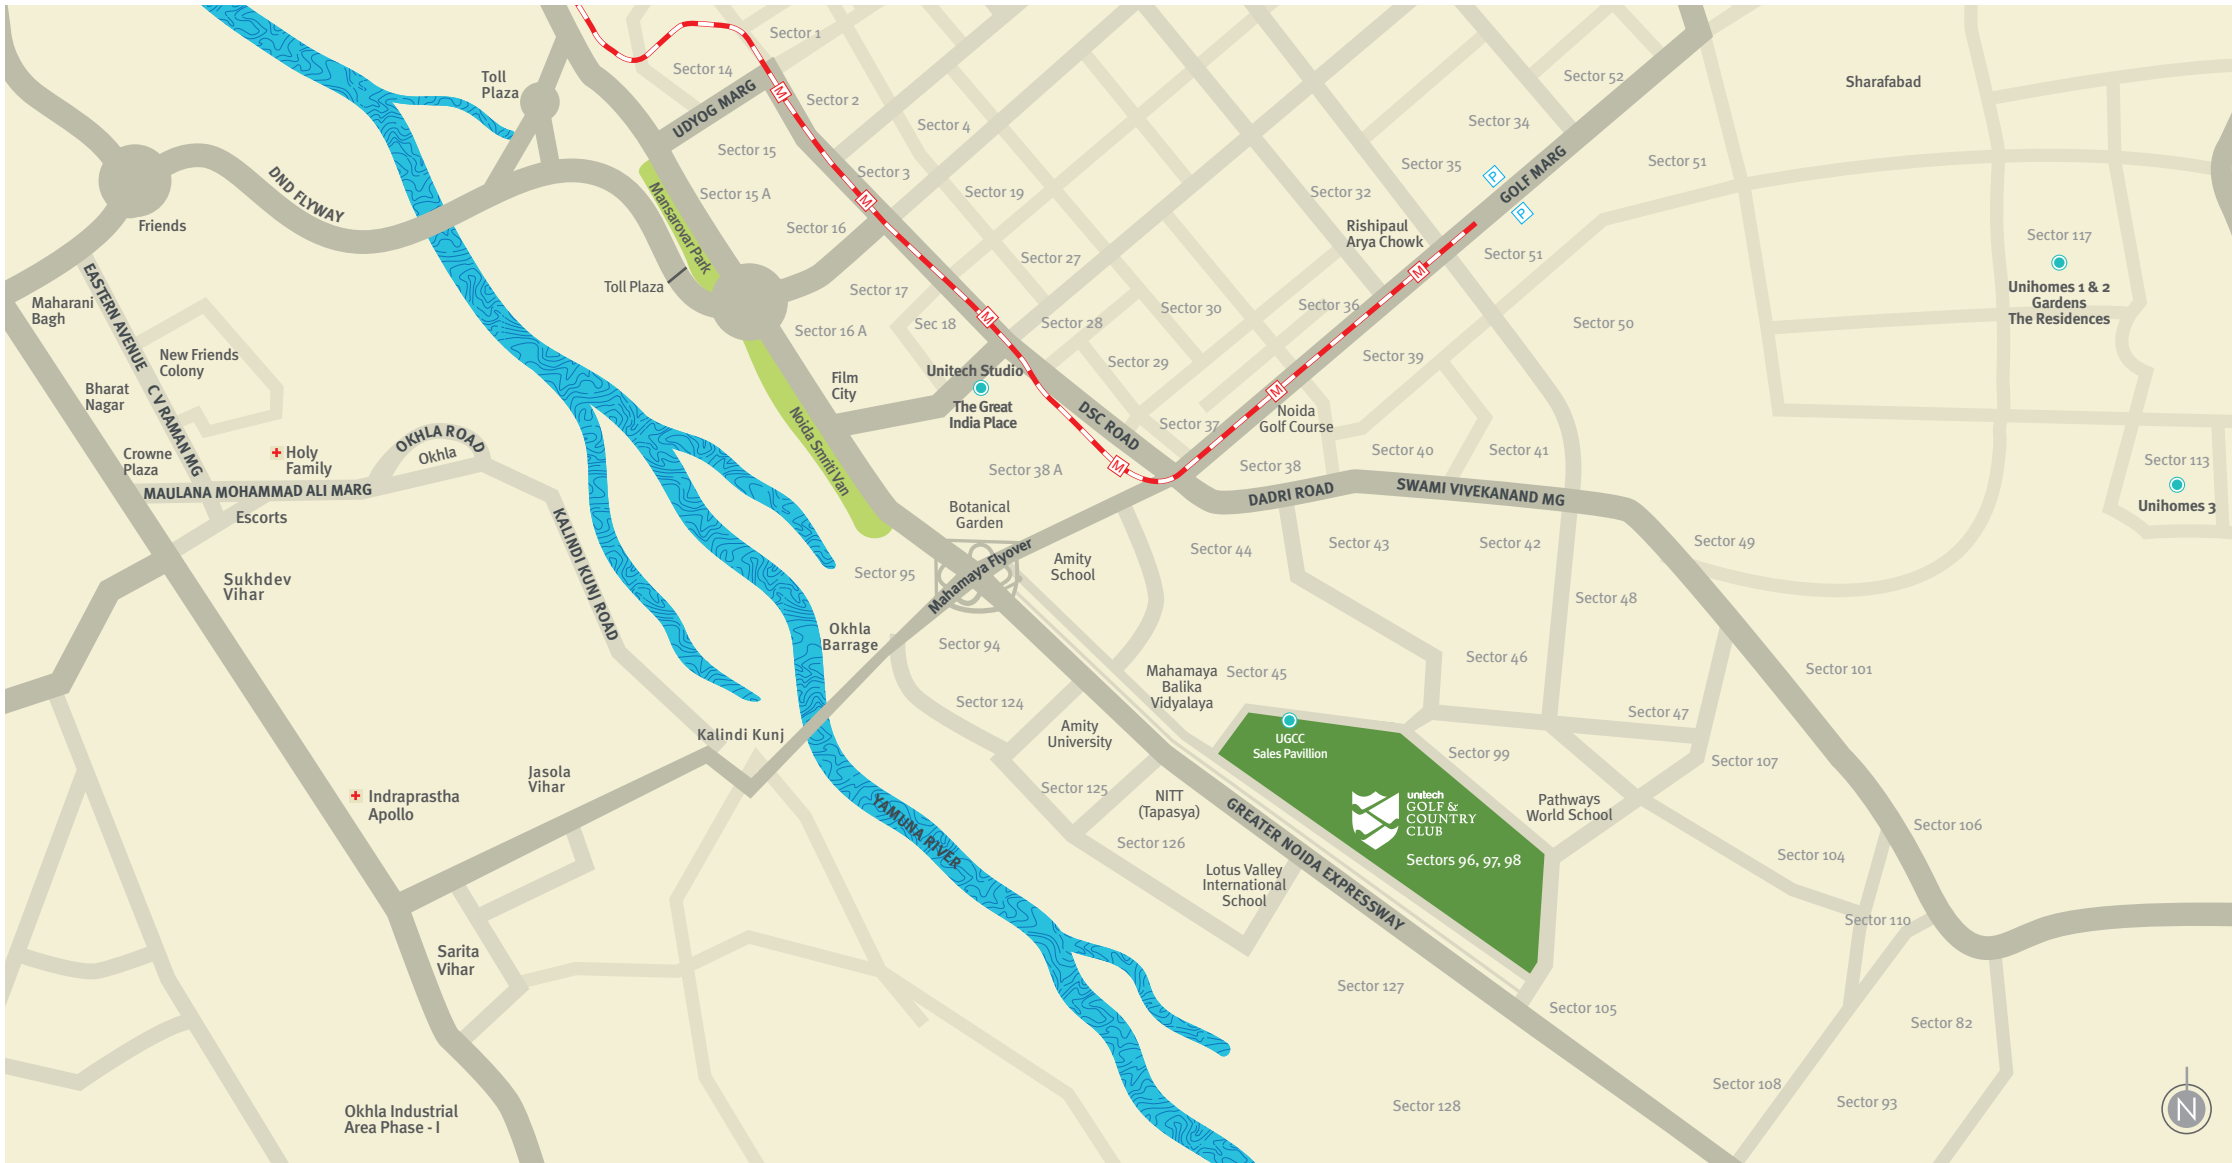 Sector 1
Sector 14
Toll
Plaza
Sector 52
Sharafabad
M
UDYOG MARG
Sector 2
Sector 4
Sector 34
Sector 15
Sector 3
Sector 35
GOLF MARG
Sector 51
P
P
DND FLYWAY
Mansarovar Park
Sector 15 A
M
Sector 19
Sector 32
Friends
Sector 16
Rishipaul
Arya Chowk
Sector 117
Sector 51
Sector 27
M
Unihomes 1 & 2
Gardens
The Residences
EASTERN AVENUE
Maharani
Bagh
Toll Plaza
Sector 17
Sector 30
Sector 36
Sector 16 A
Sec 18
M
Sector 28
Sector 50
New Friends
Colony
Sector 29
Sector 39
Bharat
Nagar
C V RAMAN MG
Film
City
Unitech Studio
The Great
India Place
M
Noida
Golf Course
DSC ROAD
Sector 37
Noida Smriti Van
OKHLA ROAD
Okhla
Crowne
Plaza
Holy
Family
Sector 38 A
M
Sector 38
Sector 40
Sector 41
Sector 113
Unihomes 3
MAULANA MOHAMMAD ALI MARG
DADRI ROAD
SWAMI VIVEKANAND MG
Escorts
Botanical
Garden
KALINDI KUNJ ROAD
Mahamaya Flyover
Amity
School
Sector 44
Sector 43
Sector 42
Sector 49
Sukhdev
Vihar
Sector 95
Sector 48
Okhla
Barrage
Sector 94
Sector 46
Sector 101
Mahamaya
Balika
Vidyalaya
Sector 45
Sector 124
Sector 47
Kalindi Kunj
Amity
University
UGCC
Sales Pavillion
Sector 99
Sector 107
Jasola
Vihar
Sector 125
Indraprastha
Apollo
NITT
(Tapasya)
unitech
GOLF &
COUNTRY
CLUB
Sectors 96, 97, 98
Pathways
World School
YAMUNA RIVER
GREATER NOIDA EXPRESSWAY
Sector 126
Sector 106
Sector 104
Lotus Valley
International
School
Sector 110
Sarita
Vihar
Sector 127
Sector 105
Sector 82
Sector 108
Sector 93
Sector 128
Okhla Industrial
Area Phase - I
N